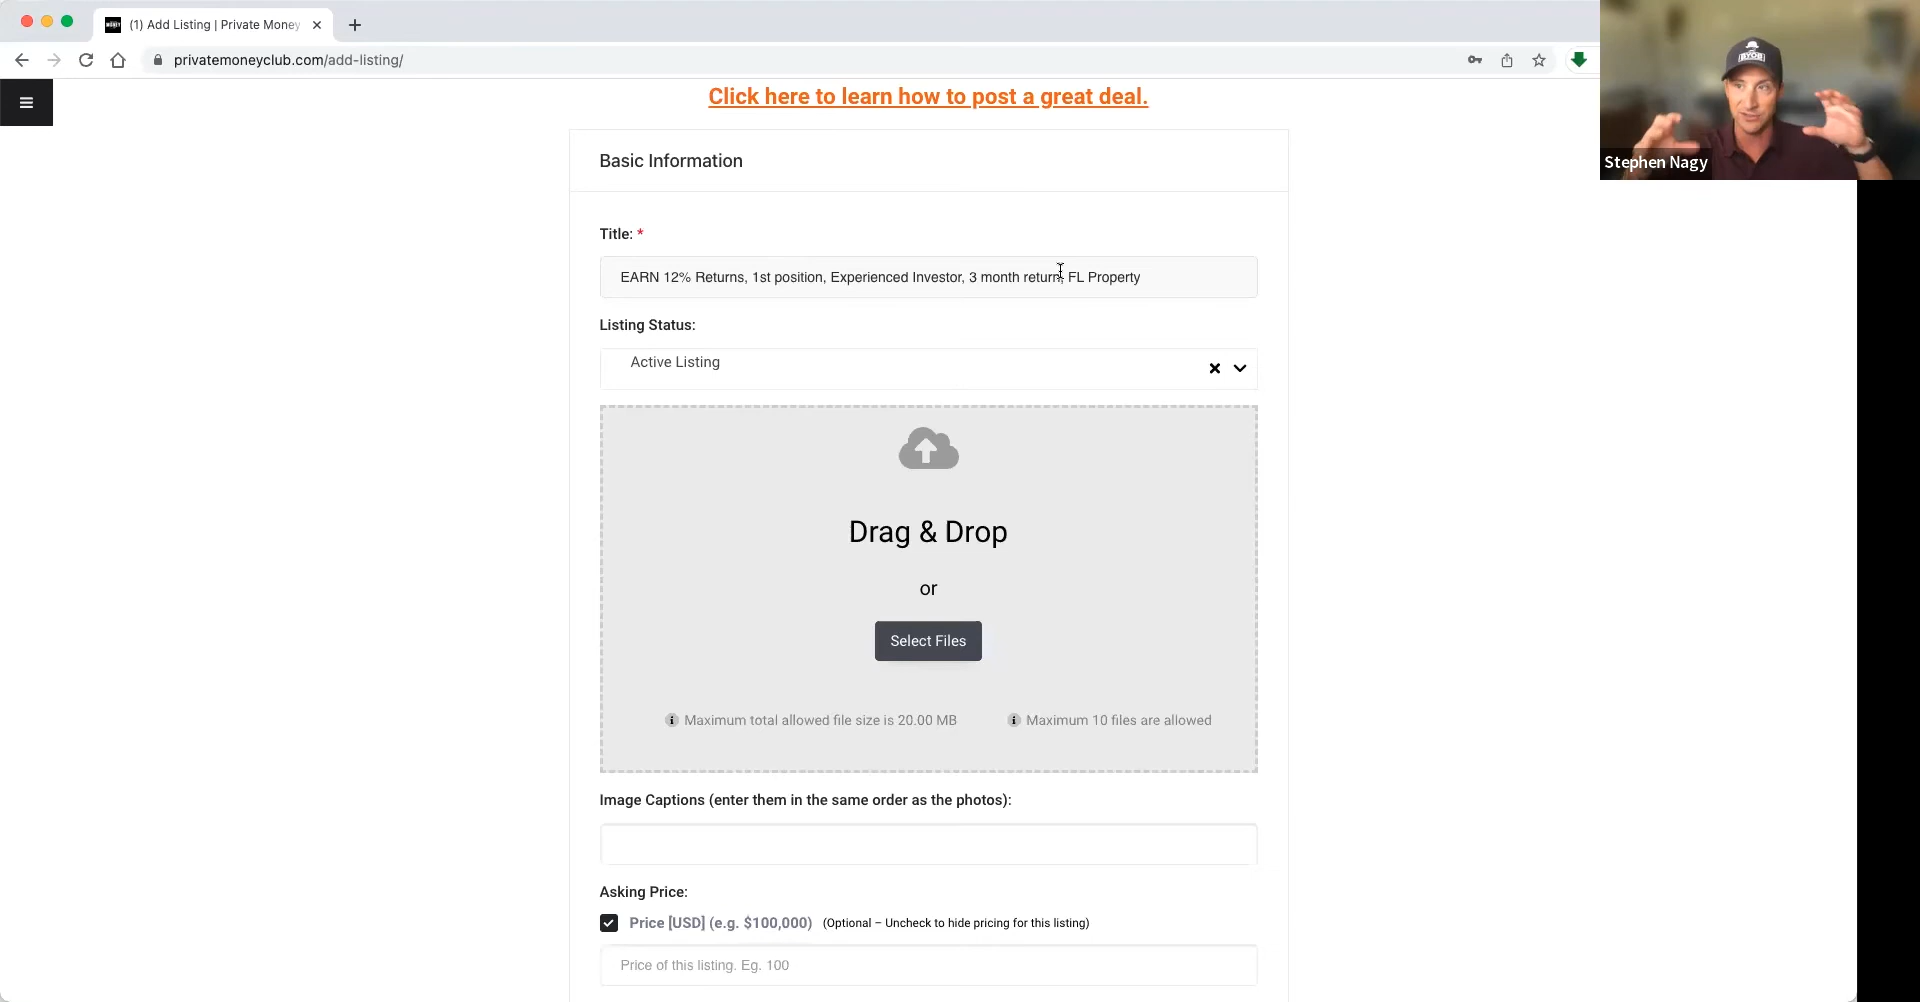 (1) Add Listing | Private Money
privatemoneyclub.com/add-listing/
Click here to learn how to post a great deal.
Stephen Nagy
Basic Information
Title: *
EARN 12% Returns, 1st position, Experienced Investor, 3 month return, FL Property
Listing Status:
Active Listing
Drag & Drop
or
Select Files
Maximum total allowed file size is 20.00 MB
Maximum 10 files are allowed
Image Captions (enter them in the same order as the photos):
Asking Price:
Price [USD] (e.g. $100,000) (Optional – Uncheck to hide pricing for this listing)
Price of this listing. Eg. 100